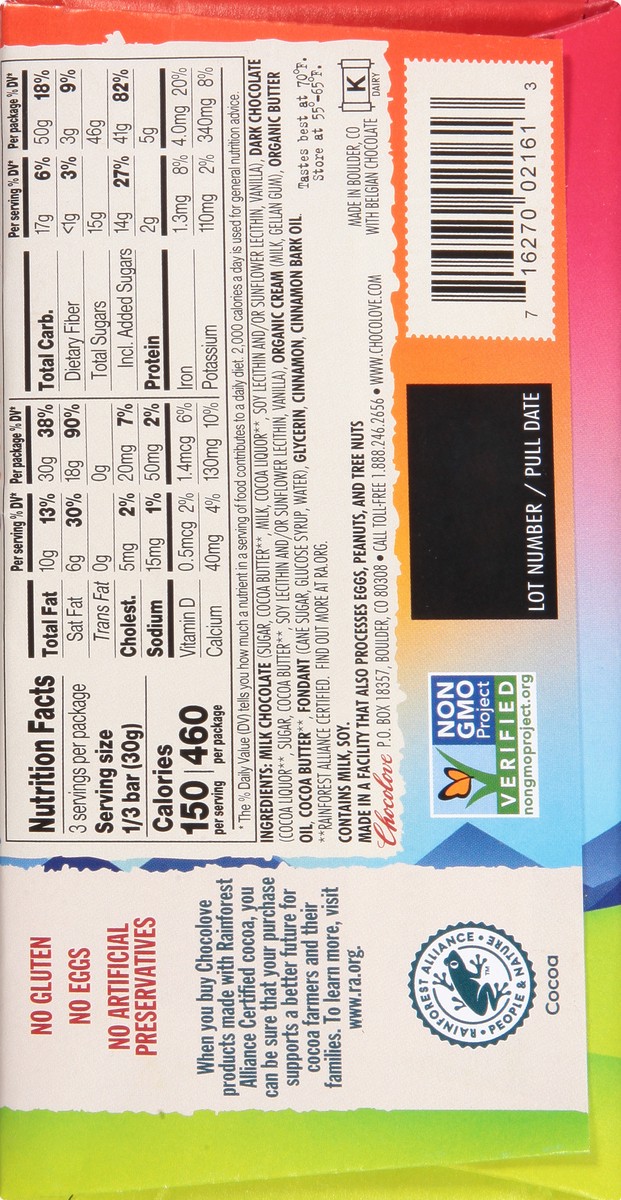 NO GLUTEN
NO EGGS
NO ARTIFICIAL
PRESERVATIVES
When you buy Chocolove
products made with Rainforest
Alliance Certified cocoa, you
can be sure that your purchase
supports a better future for
cocoa farmers and their
families. To learn more, visit
www.ra.org.
RAINFOREST ALLIANCE • PEOPLE & NATURE •
TM
Cocoa
Nutrition Facts
3 servings per package
Serving size
1/3 bar (30g)
Calories
150 460
per serving per package
Per serving % DV* Per package % DV*
Total Fat 10g 13% 30g 38%
Sat Fat 6g 30% 18g 90%
Trans Fat 0g 0g
Cholest. 5mg 2% 20mg 7%
Sodium 15mg 1% 50mg 2%
Vitamin D 0.5mcg 2% 1.4mcg 6%
Calcium 40mg 4% 130mg 10%
Per serving % DV* Per package % DV*
Total Carb. 17g 6% 50g 18%
Dietary Fiber <1g 3% 3g 9%
Total Sugars 15g 46g
Incl. Added Sugars 14g 27% 41g 82%
Protein 2g 5g
Iron 1.3mg 8% 4.0mg 20%
Potassium 110mg 2% 340mg 8%
* The % Daily Value (DV) tells you how much a nutrient in a serving of food contributes to a daily diet. 2,000 calories a day is used for general nutrition advice.
INGREDIENTS: MILK CHOCOLATE (SUGAR, COCOA BUTTER**, MILK, COCOA LIQUOR**, SOY LECITHIN AND/OR SUNFLOWER LECITHIN, VANILLA), DARK CHOCOLATE
(COCOA LIQUOR**, SUGAR, COCOA BUTTER**, SOY LECITHIN AND/OR SUNFLOWER LECITHIN, VANILLA), ORGANIC CREAM (MILK, GELLAN GUM), ORGANIC BUTTER
OIL, COCOA BUTTER**, FONDANT (CANE SUGAR, GLUCOSE SYRUP, WATER), GLYCERIN, CINNAMON, CINNAMON BARK OIL.
**RAINFOREST ALLIANCE CERTIFIED. FIND OUT MORE AT RA.ORG.
Tastes best at 70°F.
Store at 55°-65°F.
CONTAINS MILK, SOY.
MADE IN A FACILITY THAT ALSO PROCESSES EGGS, PEANUTS, AND TREE NUTS
MADE IN BOULDER, CO
WITH BELGIAN CHOCOLATE
K
DAIRY
Chocolove P.O. BOX 18357, BOULDER, CO 80308 • CALL TOLL-FREE 1.888.246.2656 • WWW.CHOCOLOVE.COM
NON
GMO
Project
VERIFIED
nongmoproject.org
LOT NUMBER / PULL DATE
7 16270 02161 3